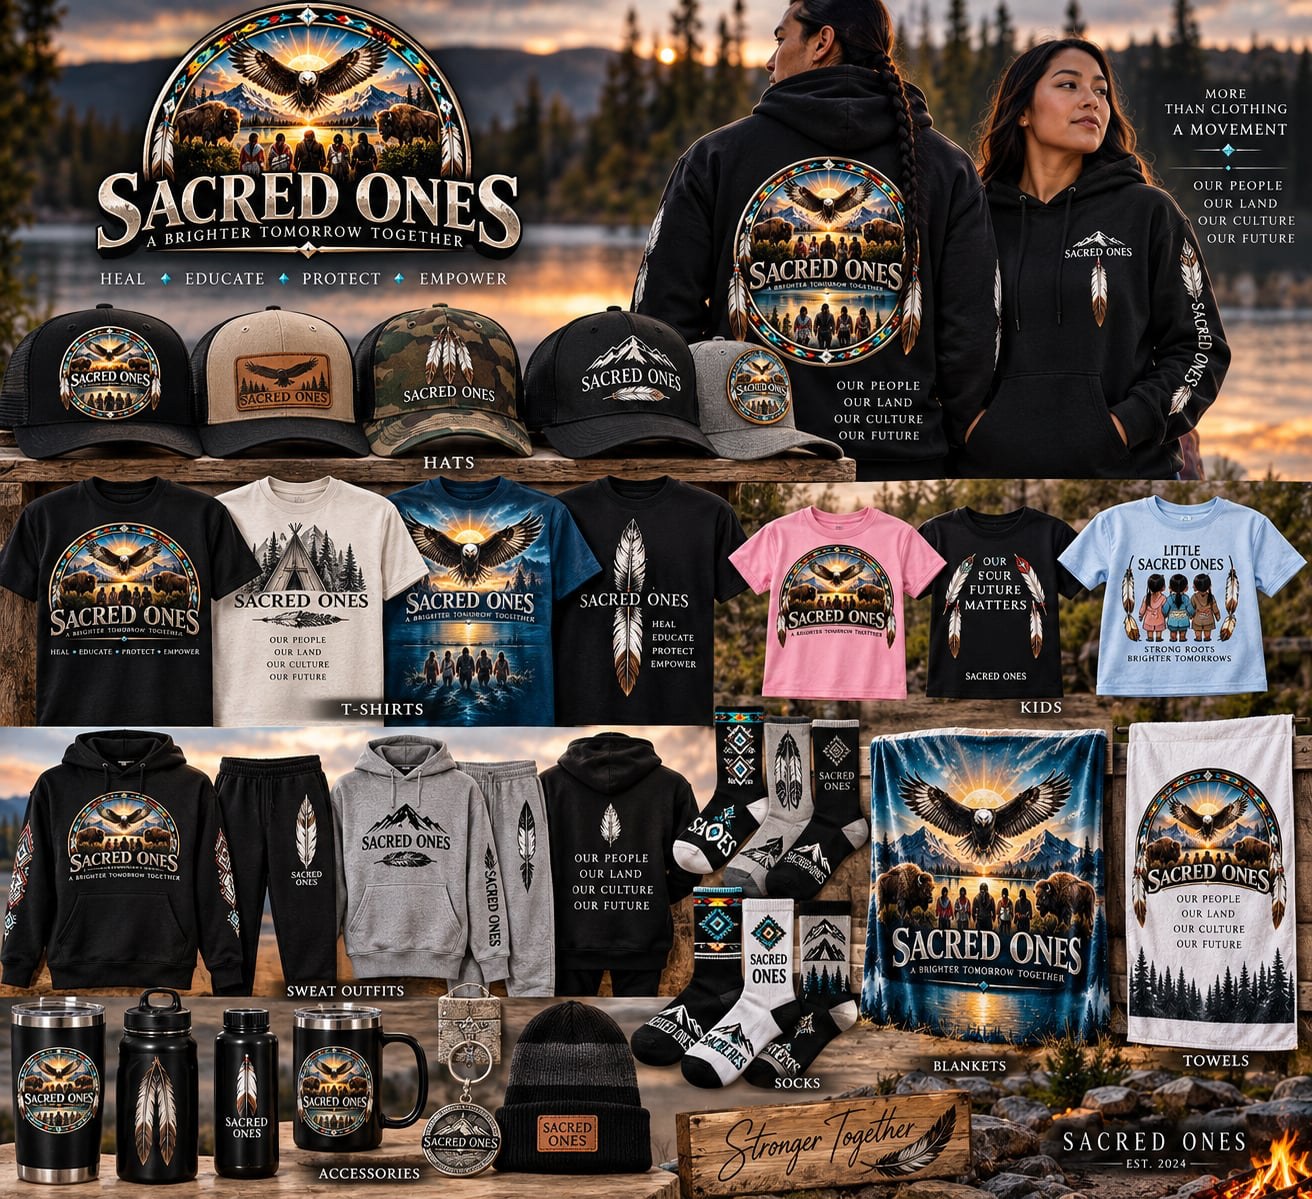 SACRED ONES
A BRIGHTER TOMORROW TOGETHER
HEAL EDUCATE PROTECT EMPOWER
MORE
THAN CLOTHING
A MOVEMENT
OUR PEOPLE
OUR LAND
OUR CULTURE
OUR FUTURE
SACRED ONES
A BRIGHTER TOMORROW TOGETHER
OUR PEOPLE
OUR LAND
OUR CULTURE
OUR FUTURE
SACRED ONES
SACRED ONES
SACRED ONES
SACRED ONES
SACRED ONES
SACRED ONES
SACRED ONES
HATS
SACRED ONES
A BRIGHTER TOMORROW TOGETHER
HEAL • EDUCATE • PROTECT • EMPOWER
SACRED ONES
OUR PEOPLE
OUR LAND
OUR CULTURE
OUR FUTURE
SACRED ONES
A BRIGHTER TOMORROW TOGETHER
SACRED ONES
HEAL
EDUCATE
PROTECT
EMPOWER
T-SHIRTS
SACRED ONES
A BRIGHTER TOMORROW TOGETHER
OUR
FUTURE
MATTERS
SACRED ONES
LITTLE
SACRED ONES
STRONG ROOTS
BRIGHTER TOMORROWS
KIDS
SACRED ONES
A BRIGHTER TOMORROW TOGETHER
SACRED
ONES
SACRED ONES
SACRED ONES
OUR PEOPLE
OUR LAND
OUR CULTURE
OUR FUTURE
SWEAT OUTFITS
SACRED
ONES
SACRED
ONES
SOCKS
SACRED ONES
A BRIGHTER TOMORROW TOGETHER
BLANKETS
SACRED ONES
OUR PEOPLE
OUR LAND
OUR CULTURE
OUR FUTURE
TOWELS
SACRED ONES
SACRED
ONES
SACRED ONES
SACRED ONES
SACRED
ONES
ACCESSORIES
Stronger Together
SACRED ONES
EST. 2024